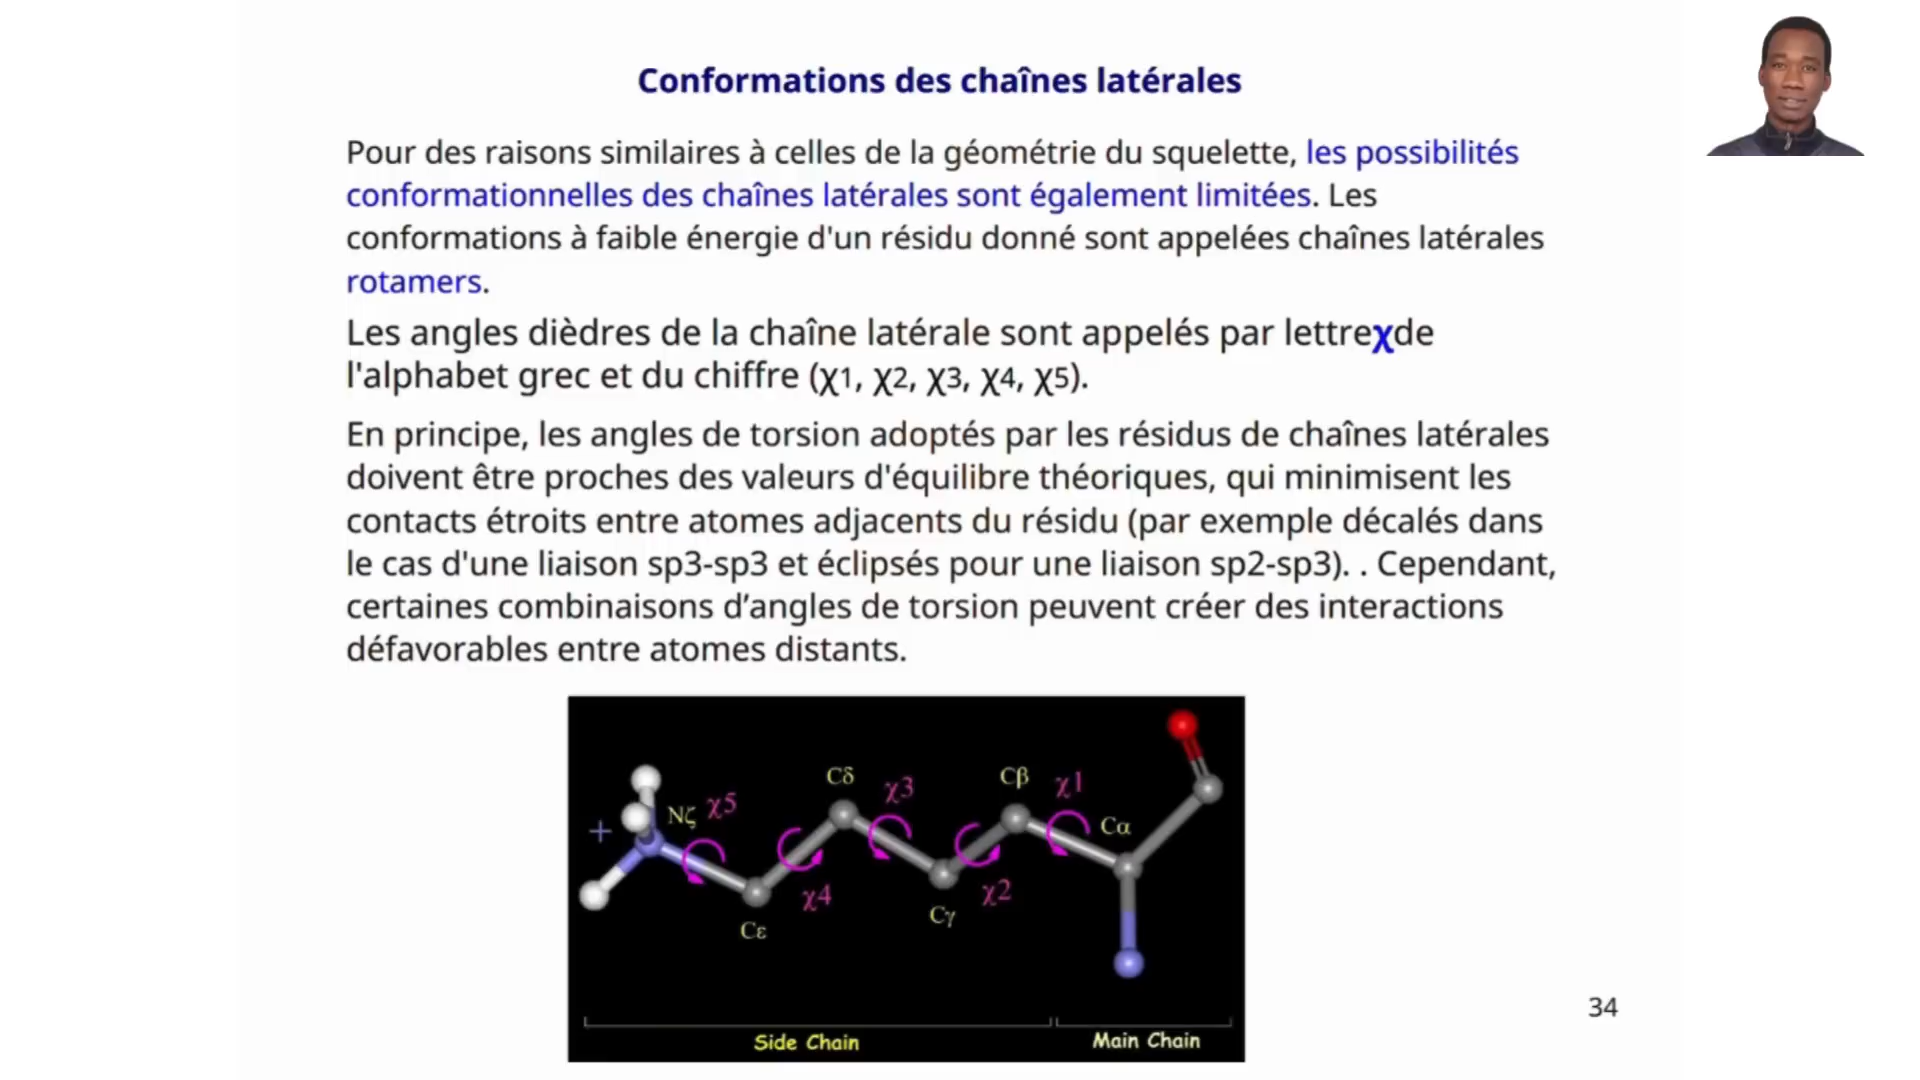 Conformations des chaînes latérales
Pour des raisons similaires à celles de la géométrie du squelette, les possibilités
conformationnelles des chaînes latérales sont également limitées. Les
conformations à faible énergie d'un résidu donné sont appelées chaînes latérales
rotamers.
Les angles dièdres de la chaîne latérale sont appelés par lettreχde
l'alphabet grec et du chiffre (χ1, χ2, χ3, χ4, χ5).
En principe, les angles de torsion adoptés par les résidus de chaînes latérales
doivent être proches des valeurs d'équilibre théoriques, qui minimisent les
contacts étroits entre atomes adjacents du résidu (par exemple décalés dans
le cas d'une liaison sp3-sp3 et éclipsés pour une liaison sp2-sp3). . Cependant,
certaines combinaisons d’angles de torsion peuvent créer des interactions
défavorables entre atomes distants.
Cδ Cβ χ1
χ3
Nζ χ5
+ Cα
χ4 χ2
Cε Cγ
Side Chain Main Chain
34